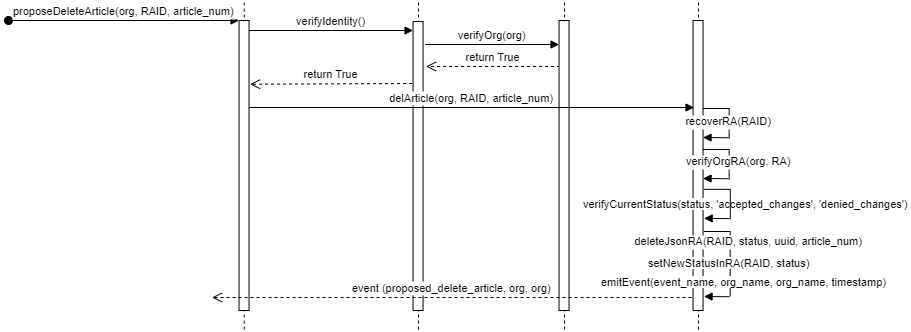 proposeDeleteArticle(org, RAID, article_num)
verifyIdentity()
verifyOrg(org)
return True
return True
delArticle(org, RAID, article_num)
recoverRA(RAID)
verifyOrgRA(org, RA)
verifyCurrentStatus(status, 'accepted_changes', 'denied_changes')
deleteJsonRA(RAID, status, uuid, article_num)
setNewStatusInRA(RAID, status)
emitEvent(event_name, org_name, org_name, timestamp)
event (proposed_delete_article, org, org)